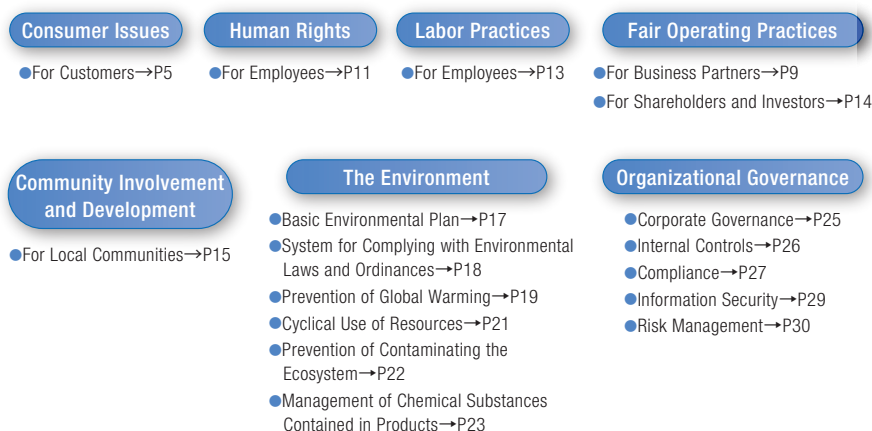 Consumer Issues
●For Customers→P5
Human Rights
●For Employees→P11
Labor Practices
●For Employees→P13
Fair Operating Practices
●For Business Partners→P9
●For Shareholders and Investors→P14
Community Involvement
and Development
●For Local Communities→P15
The Environment
●Basic Environmental Plan→P17
●System for Complying with Environmental
Laws and Ordinances→P18
●Prevention of Global Warming→P19
●Cyclical Use of Resources→P21
●Prevention of Contaminating the
Ecosystem→P22
●Management of Chemical Substances
Contained in Products→P23
Organizational Governance
●Corporate Governance→P25
●Internal Controls→P26
●Compliance→P27
●Information Security→P29
●Risk Management→P30